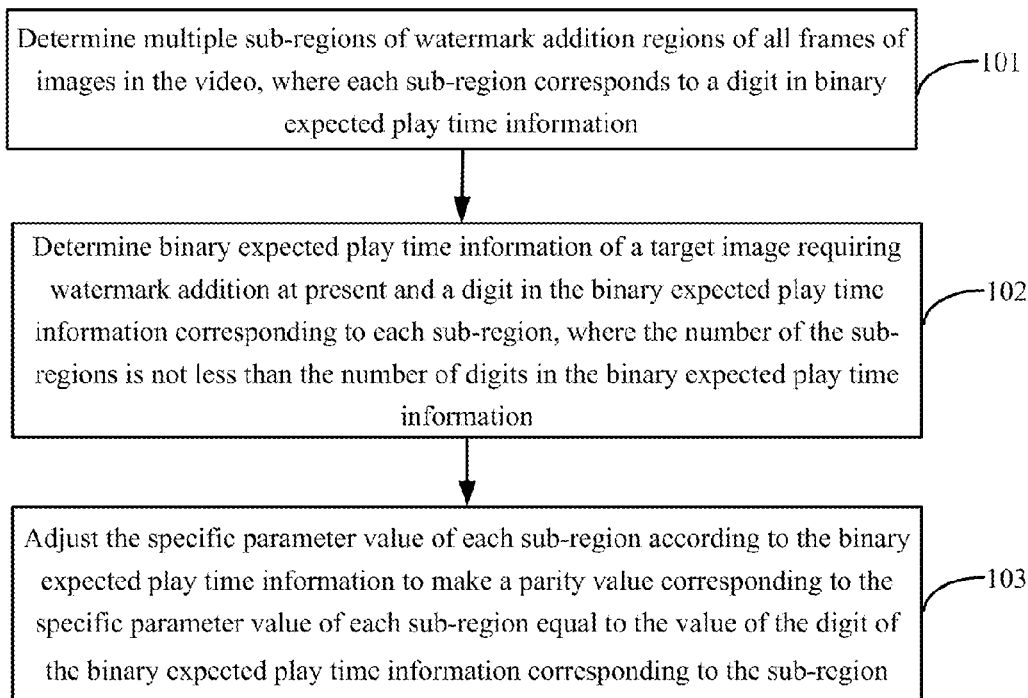 Determine multiple sub-regions of watermark addition regions of all frames of
images in the video, where each sub-region corresponds to a digit in binary
expected play time information
101
Determine binary expected play time information of a target image requiring
watermark addition at present and a digit in the binary expected play time
information corresponding to each sub-region, where the number of the sub-
regions is not less than the number of digits in the binary expected play time
information
102
Adjust the specific parameter value of each sub-region according to the binary
expected play time information to make a parity value corresponding to the
specific parameter value of each sub-region equal to the value of the digit of
the binary expected play time information corresponding to the sub-region
103